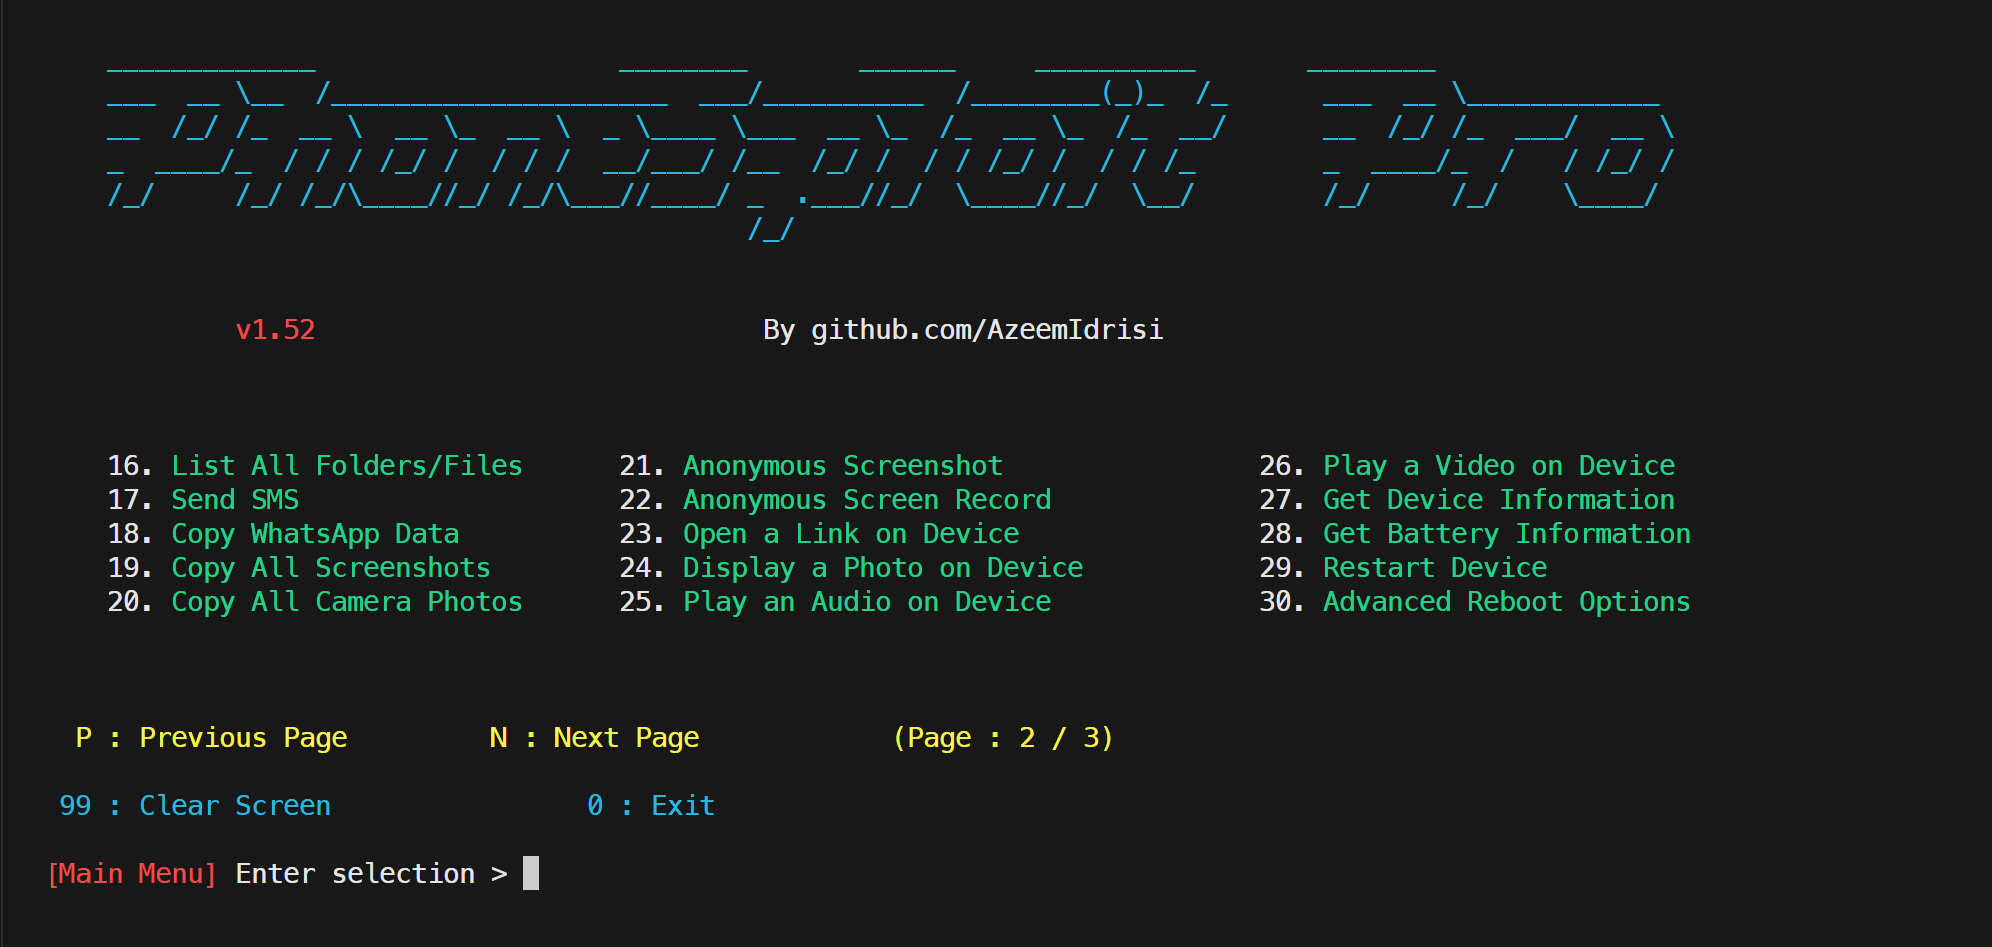 PhoneSploit Pro
v1.52 By github.com/AzeemIdrisi
16. List All Folders/Files 21. Anonymous Screenshot 26. Play a Video on Device
17. Send SMS 22. Anonymous Screen Record 27. Get Device Information
18. Copy WhatsApp Data 23. Open a Link on Device 28. Get Battery Information
19. Copy All Screenshots 24. Display a Photo on Device 29. Restart Device
20. Copy All Camera Photos 25. Play an Audio on Device 30. Advanced Reboot Options
P : Previous Page N : Next Page (Page : 2 / 3)
99 : Clear Screen 0 : Exit
[Main Menu] Enter selection >